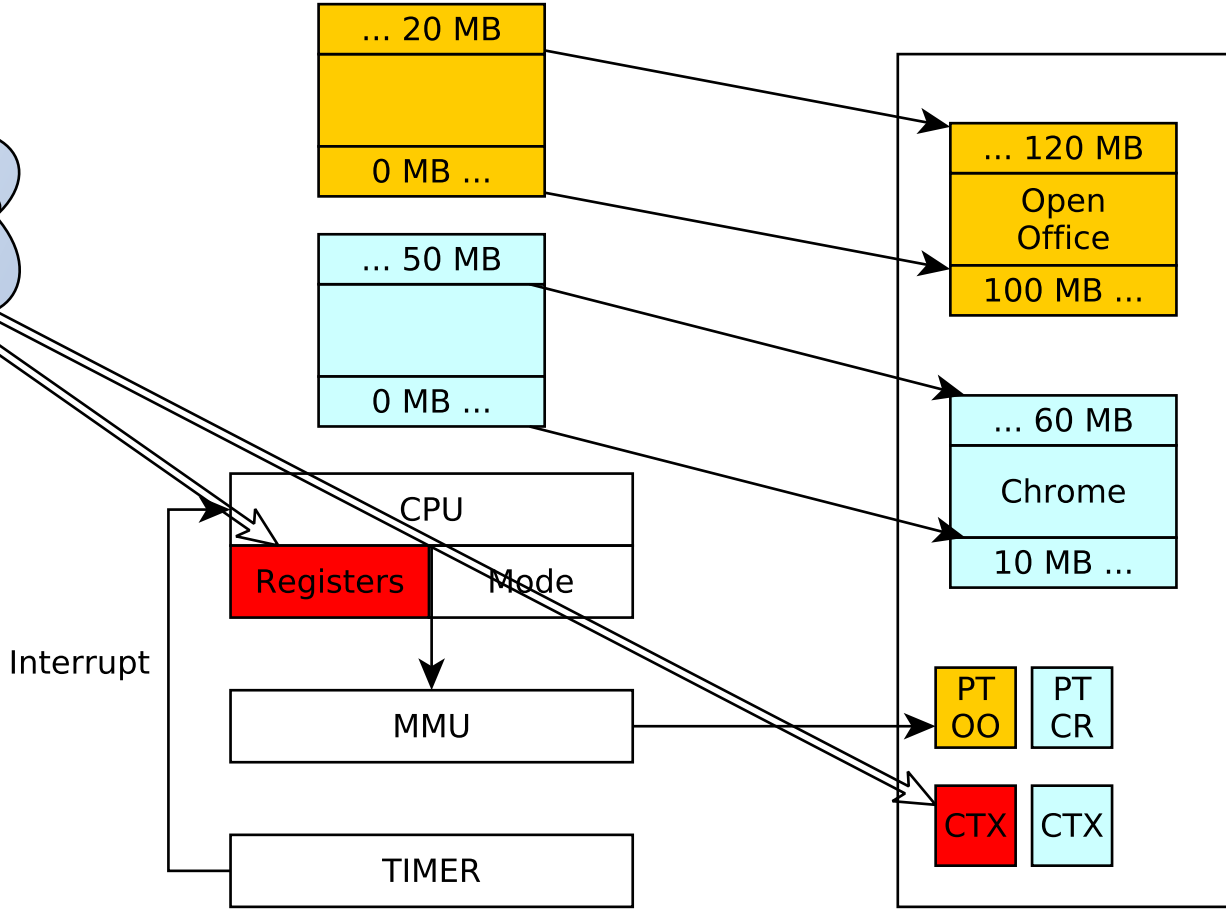 ... 20 MB
0 MB ...
... 50 MB
0 MB ...
... 120 MB
Open
Office
100 MB ...
... 60 MB
Chrome
10 MB ...
CPU
Registers
Mode
Interrupt
MMU
TIMER
PT
OO
PT
CR
CTX
CTX